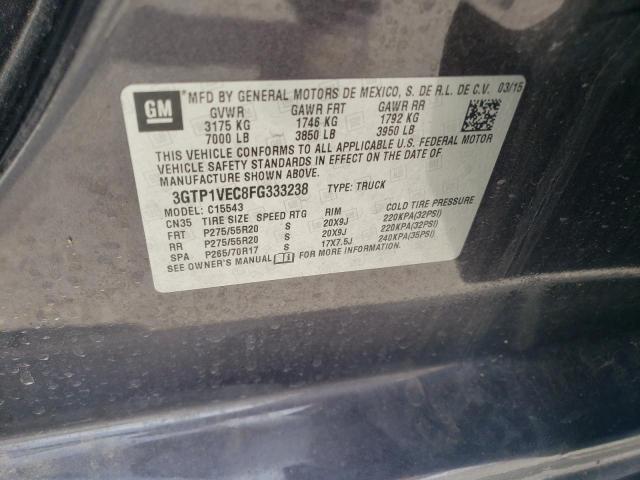 GM
*MFD BY GENERAL MOTORS DE MEXICO, S. DE R.L. DE C.V. 03/15
GVWR GAWR FRT GAWR RR
3175 KG 1746 KG 1792 KG
7000 LB 3850 LB 3950 LB
THIS VEHICLE CONFORMS TO ALL APPLICABLE U.S. FEDERAL MOTOR
VEHICLE SAFETY STANDARDS IN EFFECT ON THE DATE OF
MANUFACTURE SHOWN ABOVE.
3GTP1VEC8FG333238 TYPE: TRUCK
MODEL: C15543
CN35 TIRE SIZE SPEED RTG RIM COLD TIRE PRESSURE
FRT P275/55R20 S 20X9J 220KPA(32PSI)
RR P275/55R20 S 20X9J 220KPA(32PSI)
SPA P265/70R17 S 17X7.5J 240KPA(35PSI)
SEE OWNER'S MANUAL FOR MORE INFORMATION.